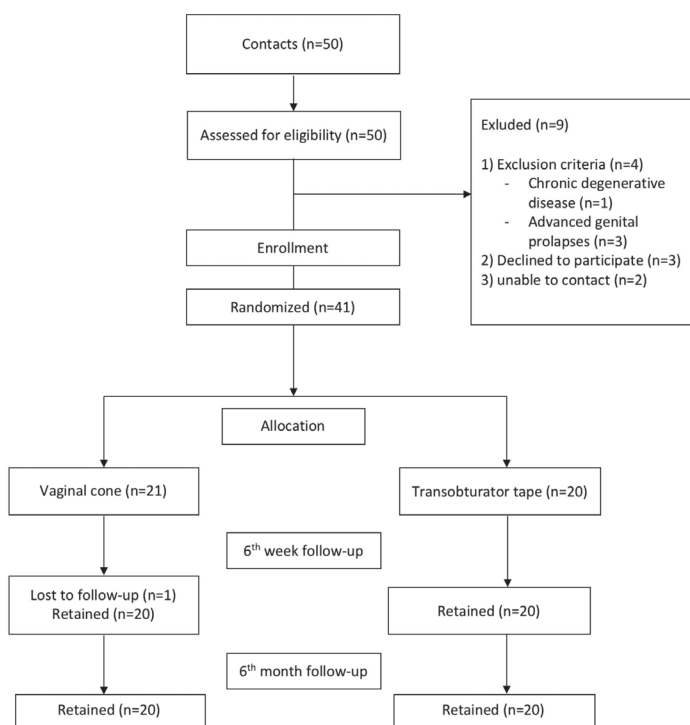 Contacts (n=50)
Assessed for eligibility (n=50)
Exluded (n=9)
1) Exclusion criteria (n=4)
- Chronic degenerative
disease (n=1)
- Advanced genital
prolapses (n=3)
2) Declined to participate (n=3)
3) unable to contact (n=2)
Enrollment
Randomized (n=41)
Allocation
Vaginal cone (n=21)
Transobturator tape (n=20)
6th week follow-up
Lost to follow-up (n=1)
Retained (n=20)
Retained (n=20)
6th month follow-up
Retained (n=20)
Retained (n=20)